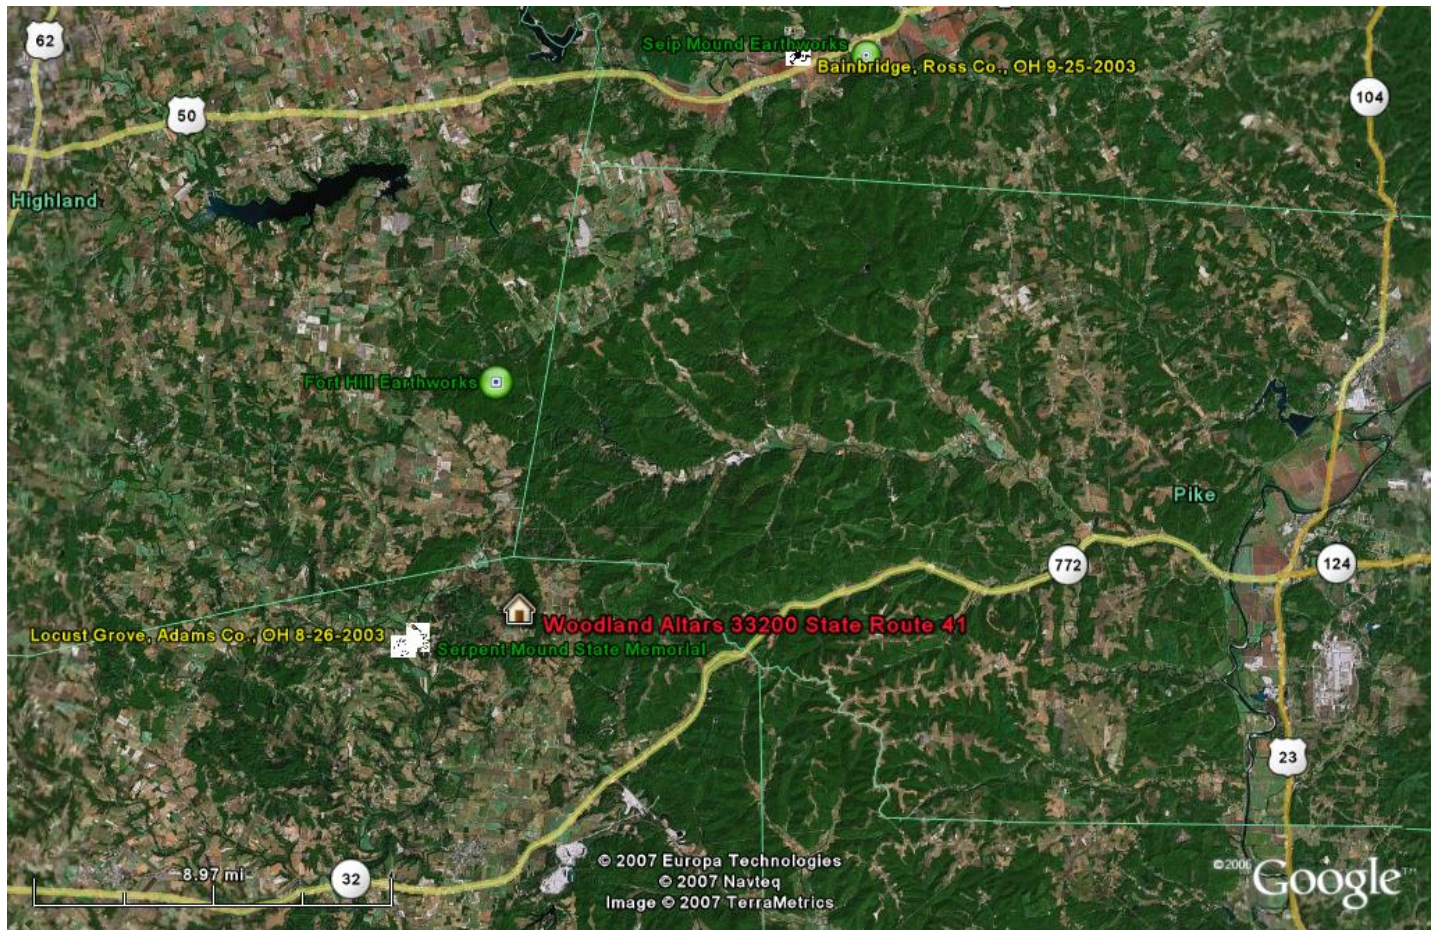 62
Seip Mound Earthworks
Bainbridge, Ross Co., OH 9-25-2003
104
50
Highland
Fort Hill Earthworks
Pike
772
124
Woodland Altars 33200 State Route 41
Locust Grove, Adams Co., OH 8-26-2003
Serpent Mound State Memorial
23
8.97 mi
32
© 2007 Europa Technologies
© 2007 Navteq
Image © 2007 TerraMetrics
©2006
Google™